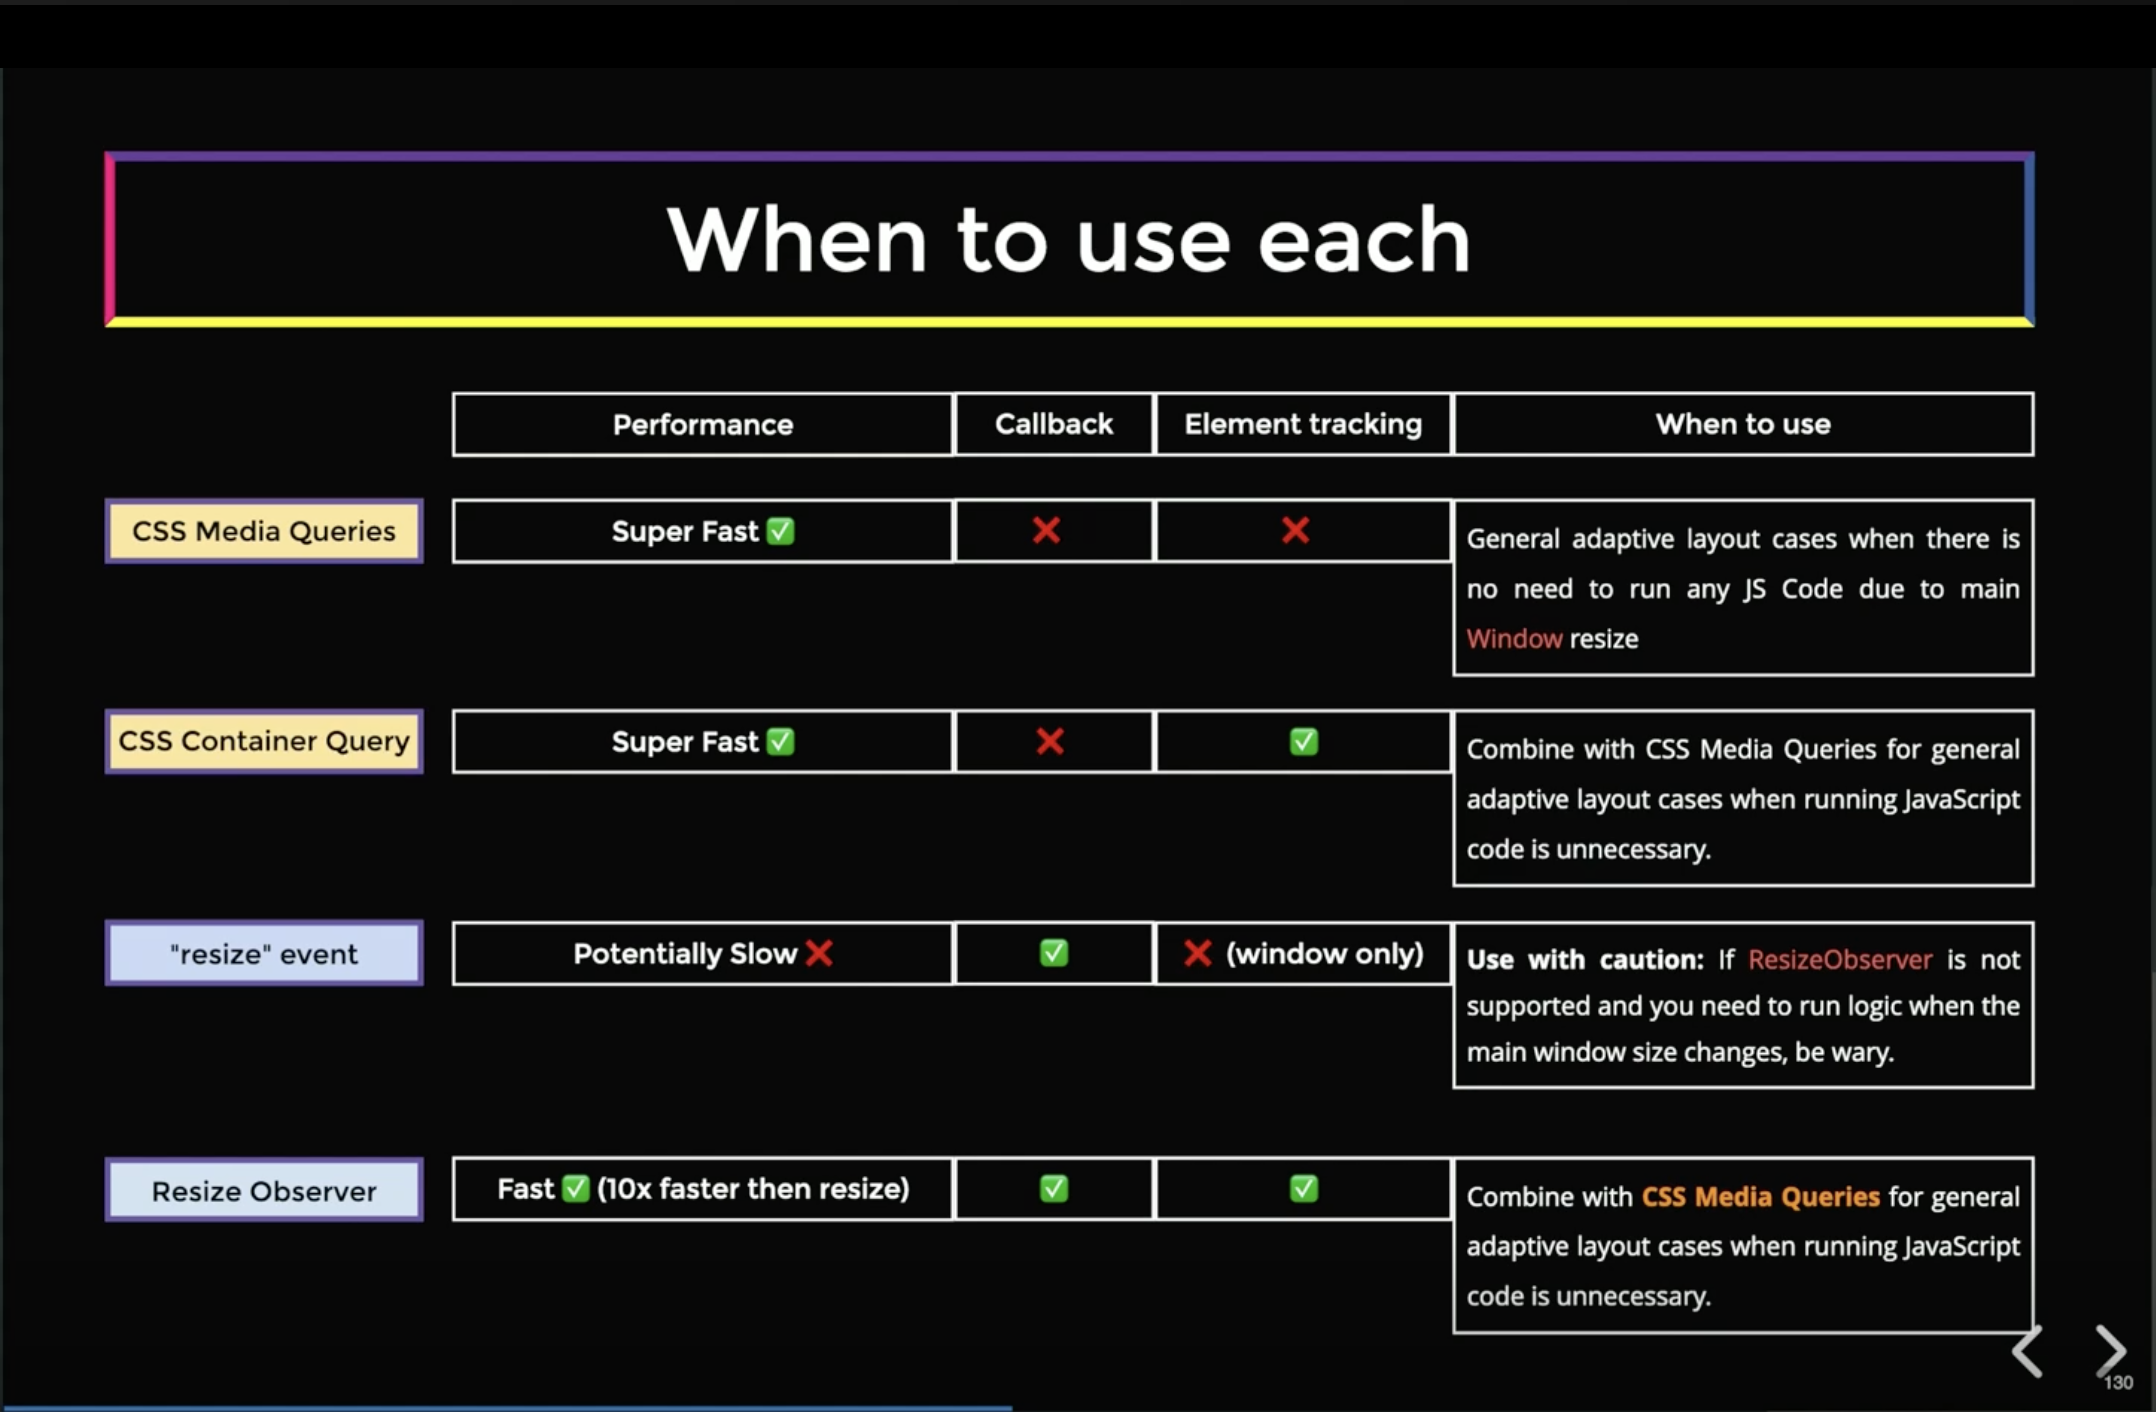 When to use each
Performance
Callback
Element tracking
When to use
CSS Media Queries
Super Fast ✅
❌
❌
General adaptive layout cases when there is
no need to run any JS Code due to main
Window resize
CSS Container Query
Super Fast ✅
❌
✅
Combine with CSS Media Queries for general
adaptive layout cases when running JavaScript
code is unnecessary.
"resize" event
Potentially Slow ❌
✅
❌ (window only)
Use with caution: If ResizeObserver is not
supported and you need to run logic when the
main window size changes, be wary.
Resize Observer
Fast ✅ (10x faster then resize)
✅
✅
Combine with CSS Media Queries for general
adaptive layout cases when running JavaScript
code is unnecessary.
130